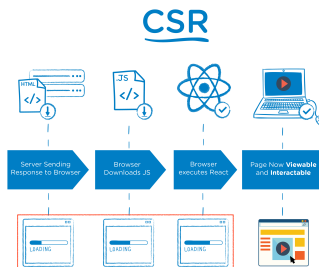 CSR
HTML
</>
.JS
</>
Server Sending
Response to Browser
Browser
Downloads JS
Browser
executes React
Page Now Viewable
and Interactable
LOADING
LOADING
LOADING